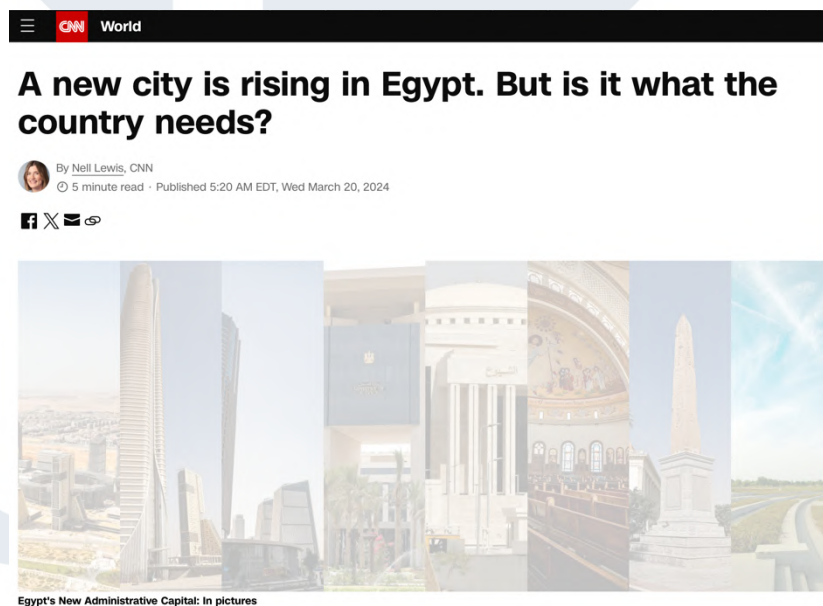 CNN World
A new city is rising in Egypt. But is it what the
country needs?
By Nell Lewis, CNN
5 minute read · Published 5:20 AM EDT, Wed March 20, 2024
Egypt's New Administrative Capital: In pictures